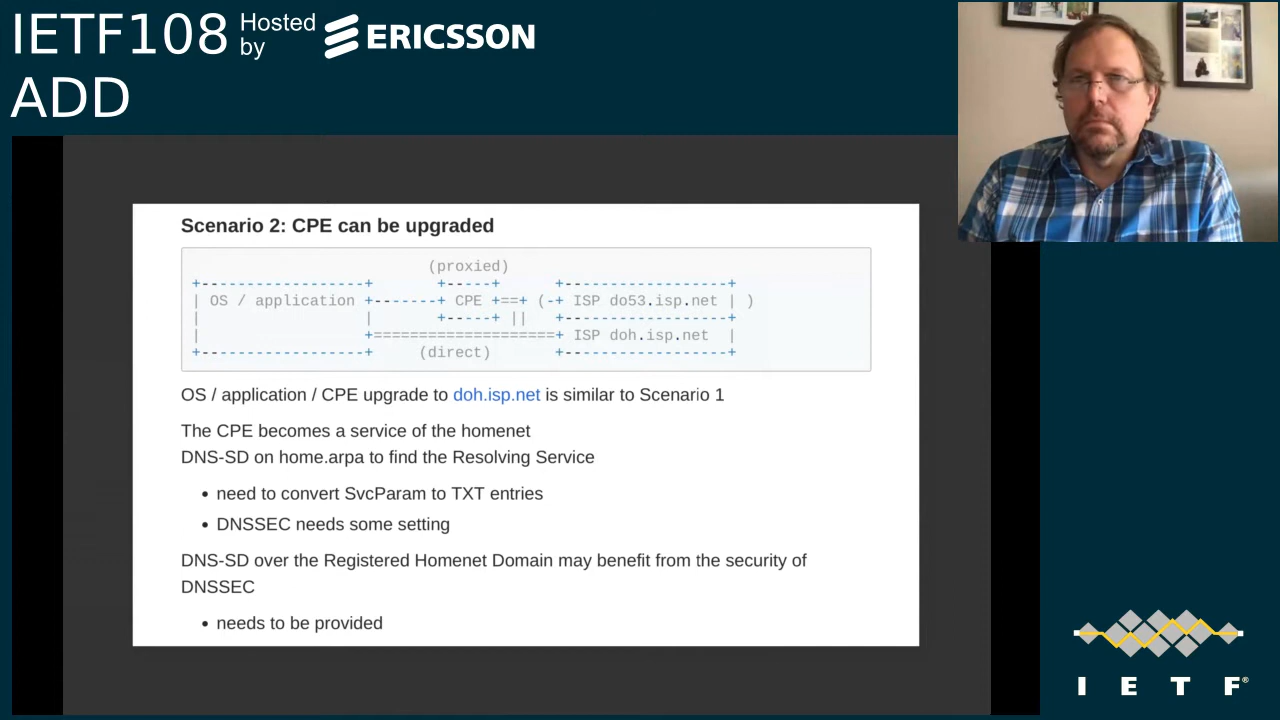 IETF108 Hosted by ERICSSON
ADD
Scenario 2: CPE can be upgraded
(proxied)
+-----------------+ +-----+ +-----------------+
| OS / application +-------+ CPE +==+ (-+ ISP do53.isp.net | )
| | +-----+ || +-----------------+
| +====================+ ISP doh.isp.net |
+-----------------+ (direct) +-----------------+
OS / application / CPE upgrade to doh.isp.net is similar to Scenario 1
The CPE becomes a service of the homenet
DNS-SD on home.arpa to find the Resolving Service
• need to convert SvcParam to TXT entries
• DNSSEC needs some setting
DNS-SD over the Registered Homenet Domain may benefit from the security of
DNSSEC
• needs to be provided
I E T F®